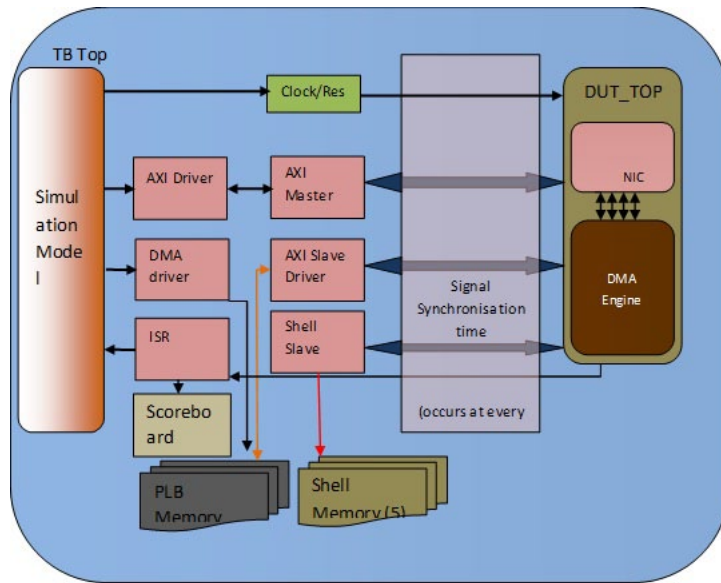 TB Top
Clock/Res
DUT_TOP
NIC
AXI Driver
AXI
Master
Simul
ation
Mode
l
DMA
driver
AXI Slave
Driver
Signal
Synchronisation
time
DMA
Engine
ISR
Shell
Slave
(occurs at every
Scorebo
ard
PLB
Memory
Shell
Memory (5)